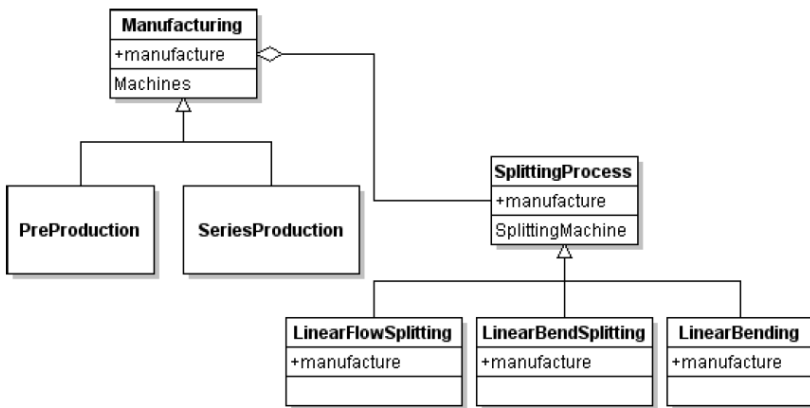 Manufacturing
+manufacture
Machines
SplittingProcess
+manufacture
SplittingMachine
PreProduction
SeriesProduction
LinearFlowSplitting
+manufacture
LinearBendSplitting
+manufacture
LinearBending
+manufacture